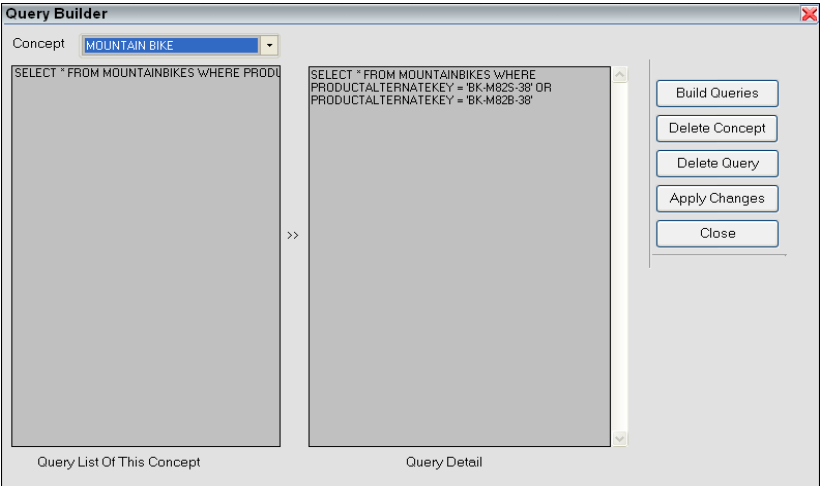 Query Builder
Concept
MOUNTAIN BIKE
SELECT * FROM MOUNTAINBIKES WHERE PRODU
SELECT * FROM MOUNTAINBIKES WHERE
PRODUCTALTERNATEKEY = 'BK-M82S-38' OR
PRODUCTALTERNATEKEY = 'BK-M82B-38'
>>
Build Queries
Delete Concept
Delete Query
Apply Changes
Close
Query List Of This Concept
Query Detail